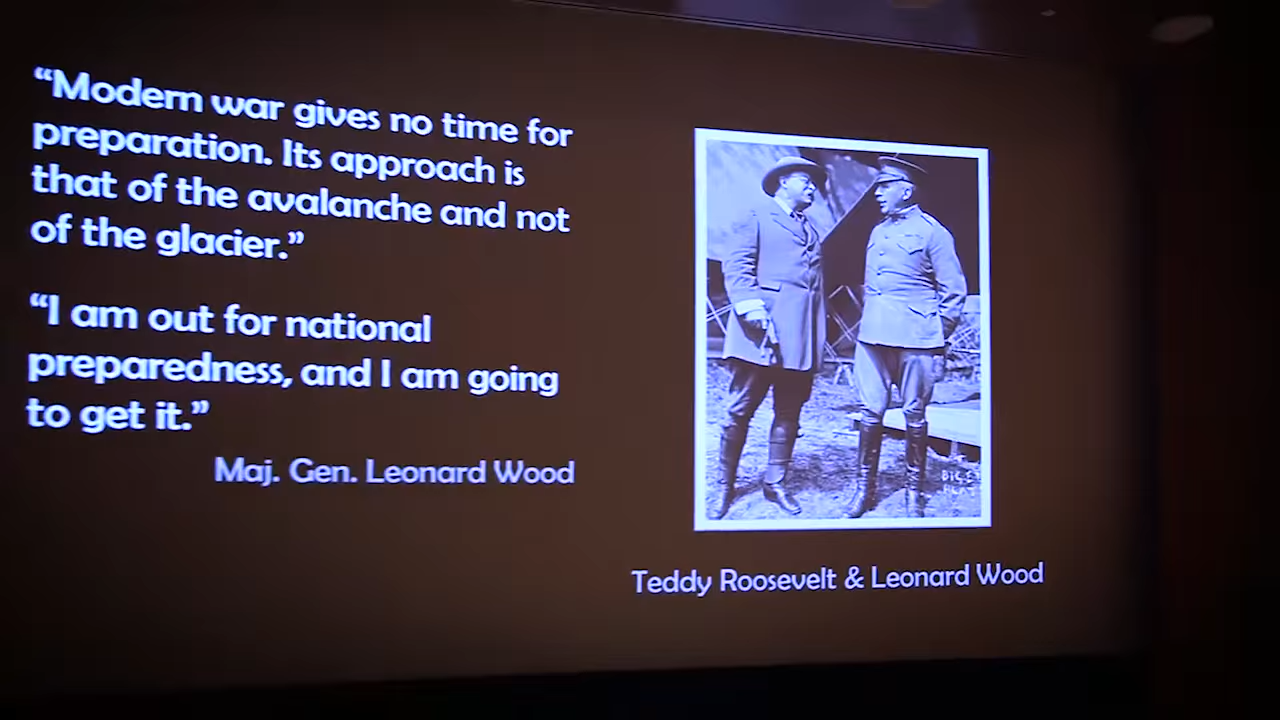 “Modern war gives no time for
preparation. Its approach is
that of the avalanche and not
of the glacier.”
“I am out for national
preparedness, and I am going
to get it.”
Maj. Gen. Leonard Wood
Teddy Roosevelt & Leonard Wood